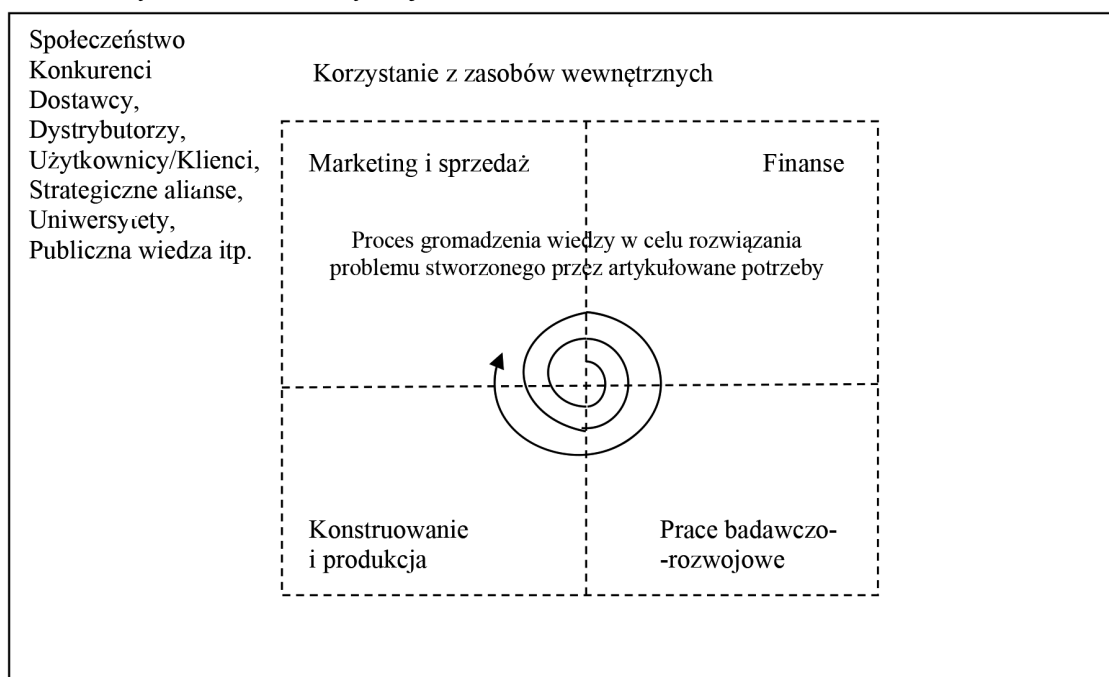 Społeczeństwo
Konkurenci
Dostawcy,
Dystrybutorzy,
Użytkownicy/Klienci,
Strategiczne alianse,
Uniwersytety,
Publiczna wiedza itp.
Korzystanie z zasobów wewnętrznych
Marketing i sprzedaż
Finanse
Proces gromadzenia wiedzy w celu rozwiązania
problemu stworzonego przez artykułowane potrzeby
Konstruowanie
i produkcja
Prace badawczo-
-rozwojowe